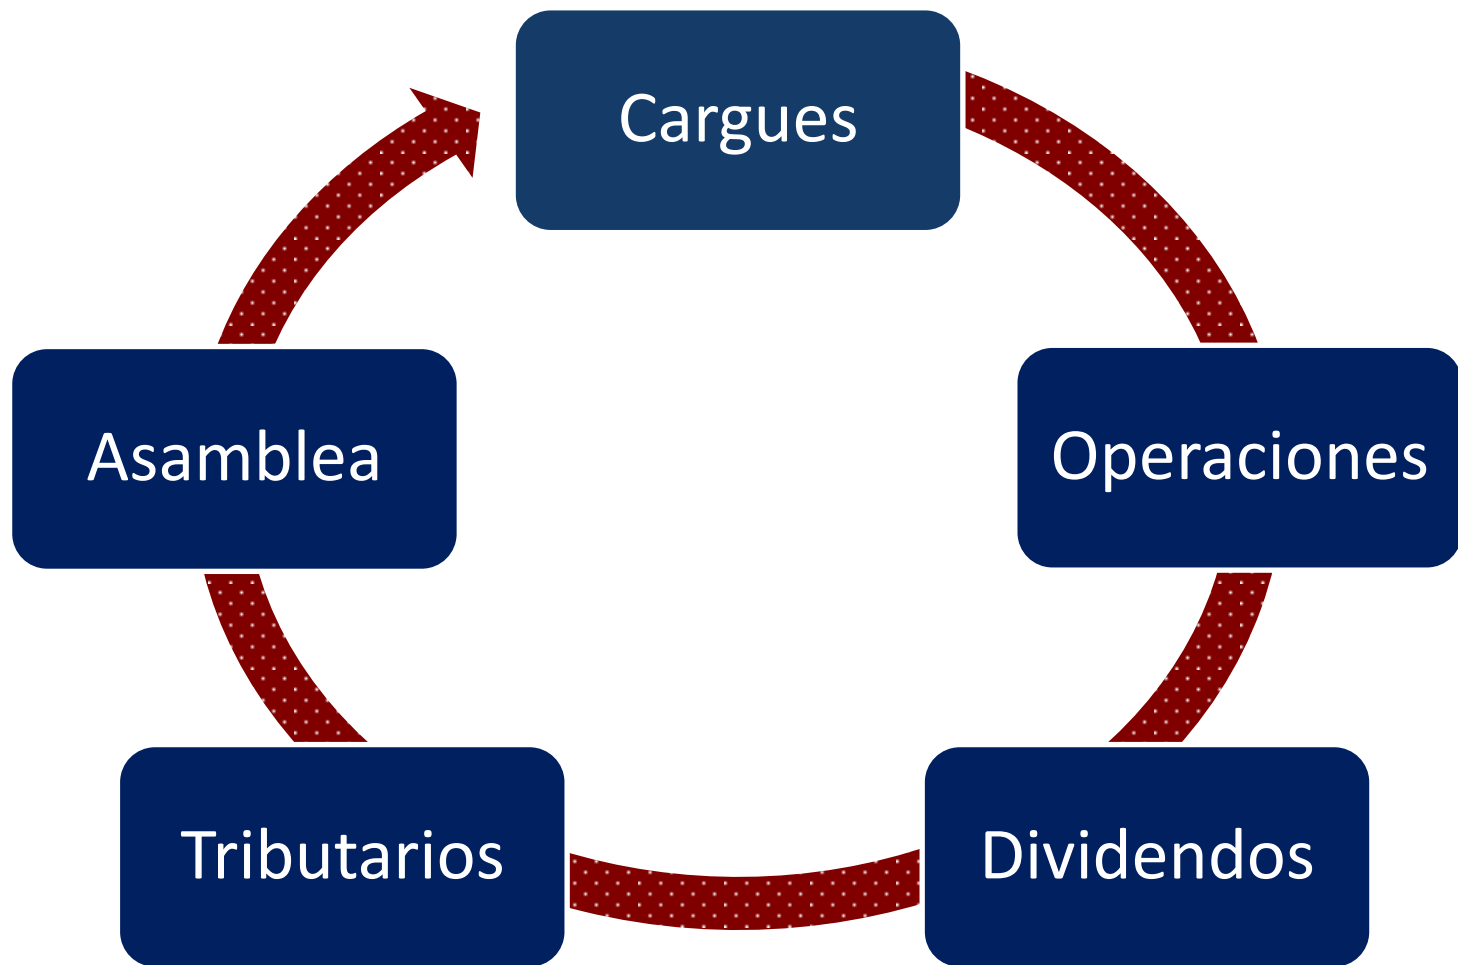 Cargues
Operaciones
Dividendos
Tributarios
Asamblea